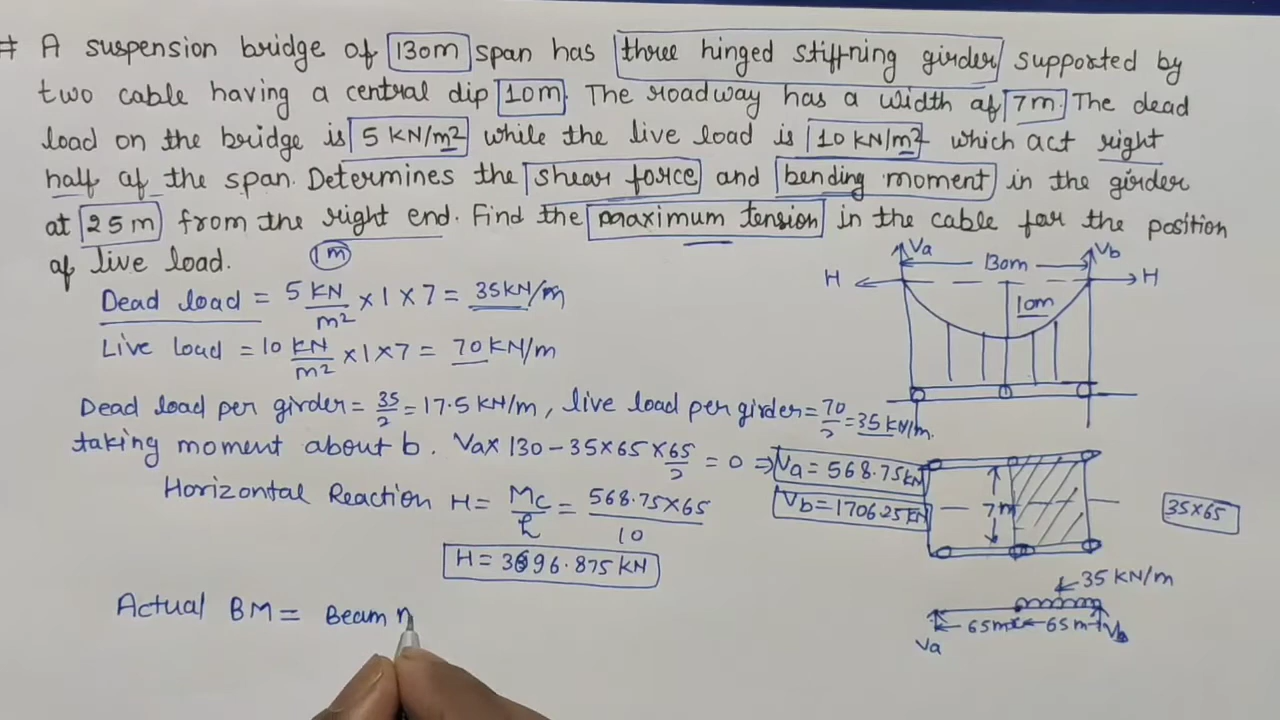 # A suspension bridge of 130m span has three hinged stiffning girder supported by
two cable having a central dip 10m. The roadway has a width of 7m. The dead
load on the bridge is 5 KN/m² while the live load is 10 KN/m² which act right
half of the span. Determines the shear force and bending moment in the girder
at 25m from the right end. Find the maximum tension in the cable for the position
of live load.
1m
Dead load = 5 KN/m² × 1 × 7 = 35KN/m
Live load = 10 KN/m² × 1 × 7 = 70 KN/m
Dead load per girder = 35/2 = 17.5 KN/m, live load per girder = 70/2 = 35 KN/m.
taking moment about b. Va × 130 - 35×65×65/2 = 0 ⇒ Va = 568.75KN
Vb = 1706.25 KN
Horizontal Reaction H = Mc/h = 568.75×65/10
H = 3696.875 KN
Actual BM = Beam
Va
Vb
H
130m
H
10m
7m
35×65
35 KN/m
65m
65m
Va
Vb